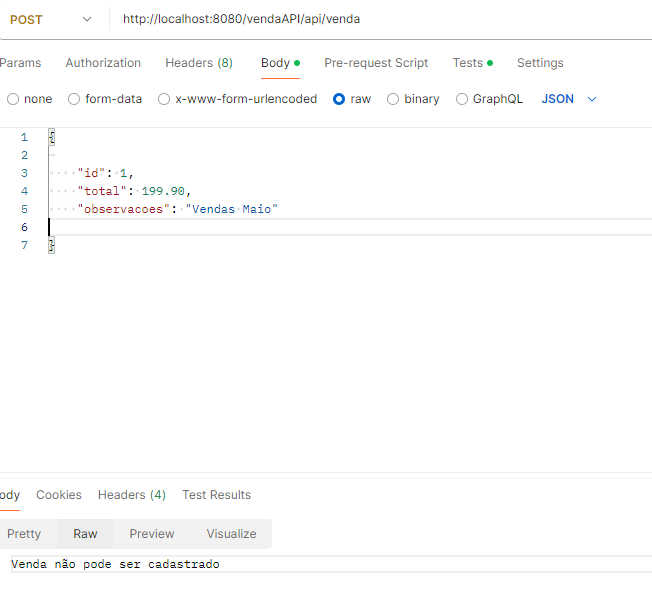 POST http://localhost:8080/vendaAPI/api/venda
Params Authorization Headers (8) Body Pre-request Script Tests Settings
none form-data x-www-form-urlencoded raw binary GraphQL JSON
1 {
2
3 "id": 1,
4 "total": 199.90,
5 "observacoes": "Vendas Maio"
6
7 }
ody Cookies Headers (4) Test Results
Pretty Raw Preview Visualize
Venda não pode ser cadastrado